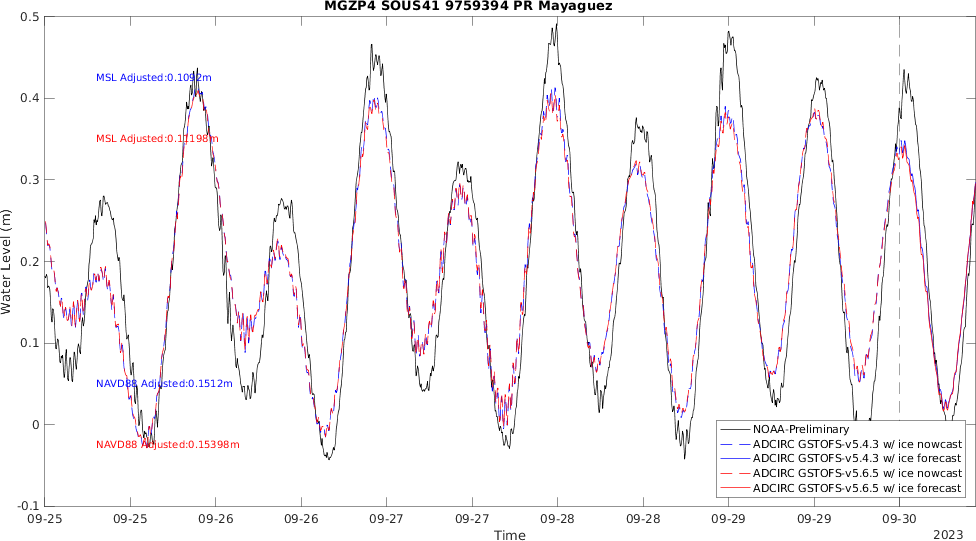 MGZP4 SOUS41 9759394 PR Mayaguez
0.5
0.4
0.3
0.2
0.1
0
-0.1
Water Level (m)
MSL Adjusted:0.1092m
MSL Adjusted:0.11198m
NAVD88 Adjusted:0.1512m
NAVD88 Adjusted:0.15398m
NOAA-Preliminary
ADCIRC GSTOFS-v5.4.3 w/ ice nowcast
ADCIRC GSTOFS-v5.4.3 w/ ice forecast
ADCIRC GSTOFS-v5.6.5 w/ ice nowcast
ADCIRC GSTOFS-v5.6.5 w/ ice forecast
09-25 09-25 09-26 09-26 09-27 09-27 09-28 09-28 09-29 09-29 09-30
Time
2023